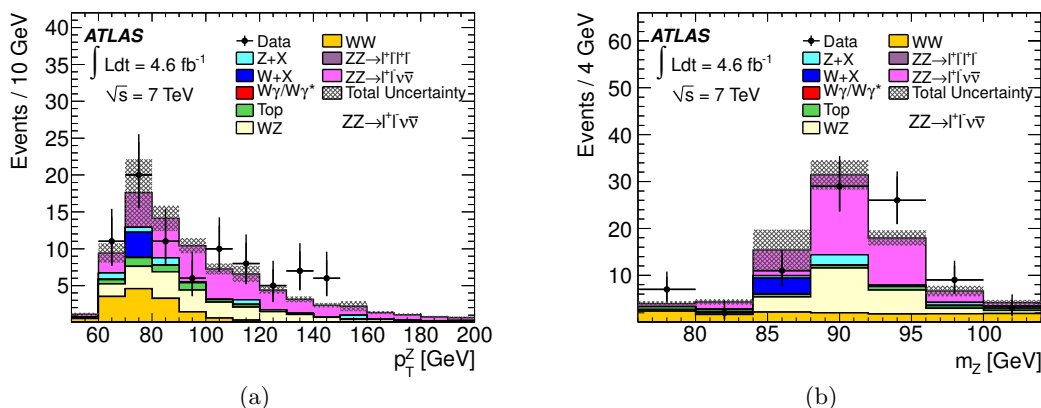 Events / 10 GeV
40
35
30
25
20
15
10
5
60 80 100 120 140 160 180 200
p_T^Z [GeV]
ATLAS
∫ Ldt = 4.6 fb⁻¹
√s = 7 TeV
Data
Z+X
W+X
Wγ/Wγ*
Top
WZ
WW
ZZ→l⁺l⁻l⁺l⁻
ZZ→l⁺l⁻νν̅
Total Uncertainty
ZZ→l⁺l⁻νν̅
(a)
Events / 4 GeV
60
50
40
30
20
10
80 85 90 95 100
m_Z [GeV]
ATLAS
∫ Ldt = 4.6 fb⁻¹
√s = 7 TeV
Data
Z+X
W+X
Wγ/Wγ*
Top
WZ
WW
ZZ→l⁺l⁻l⁺l⁻
ZZ→l⁺l⁻νν̅
Total Uncertainty
ZZ→l⁺l⁻νν̅
(b)